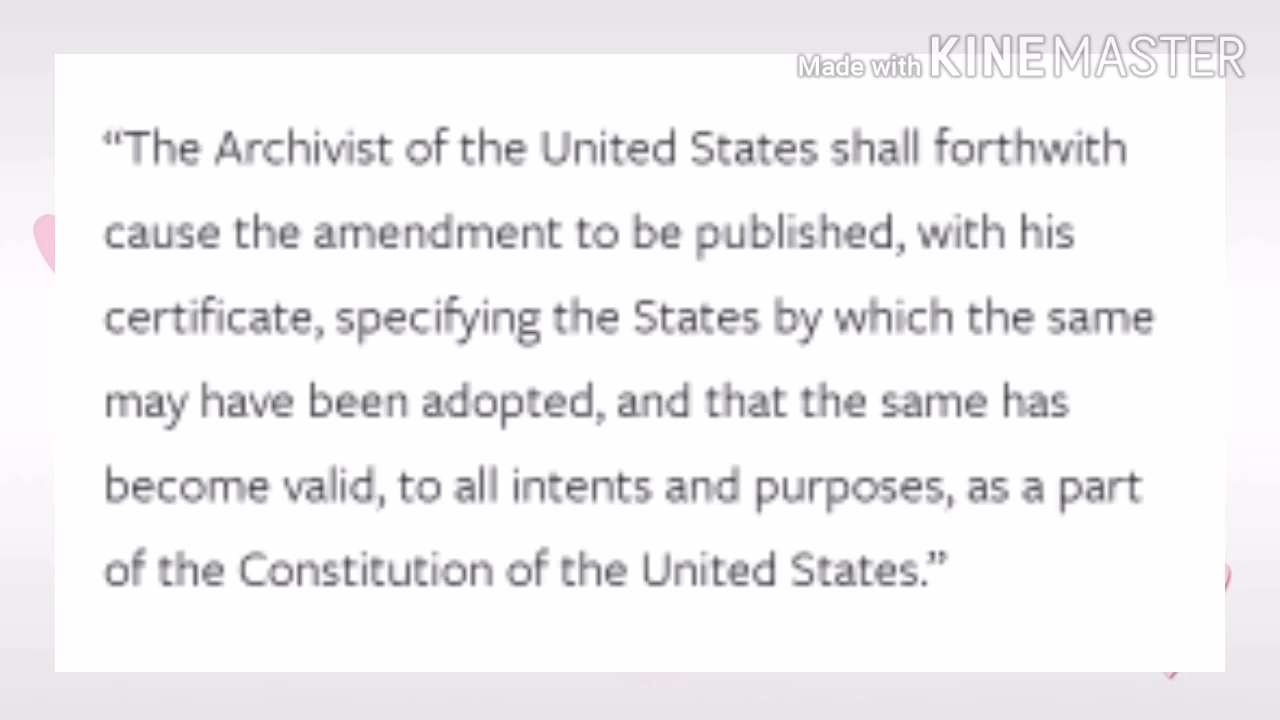 Made with KINEMASTER
“The Archivist of the United States shall forthwith
cause the amendment to be published, with his
certificate, specifying the States by which the same
may have been adopted, and that the same has
become valid, to all intents and purposes, as a part
of the Constitution of the United States.”